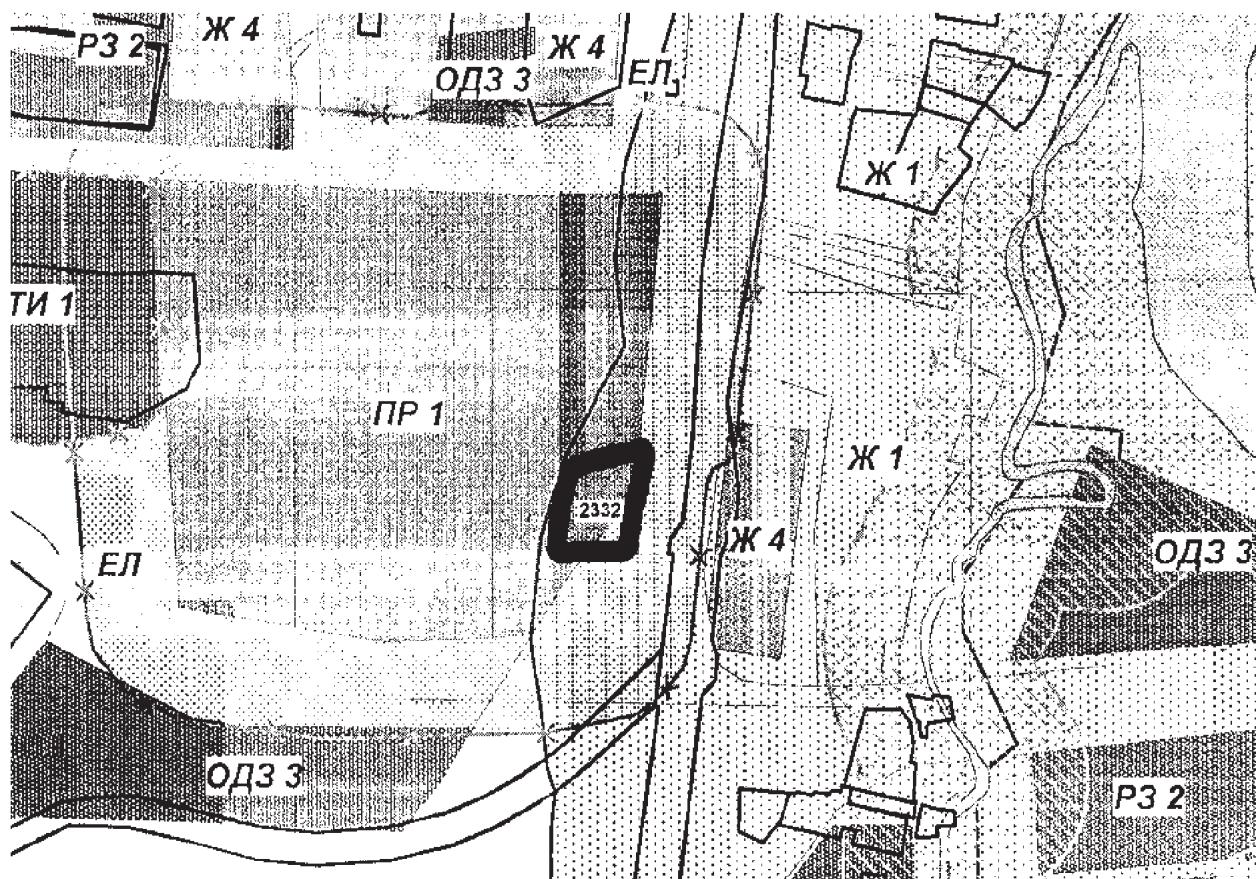 РЗ 2
Ж 4
Ж 4
ОДЗ 3
ЕЛ
Ж 1
ТИ 1
ПР 1
Ж 1
2332
Ж 4
ОДЗ 3
ЕЛ
ОДЗ 3
РЗ 2